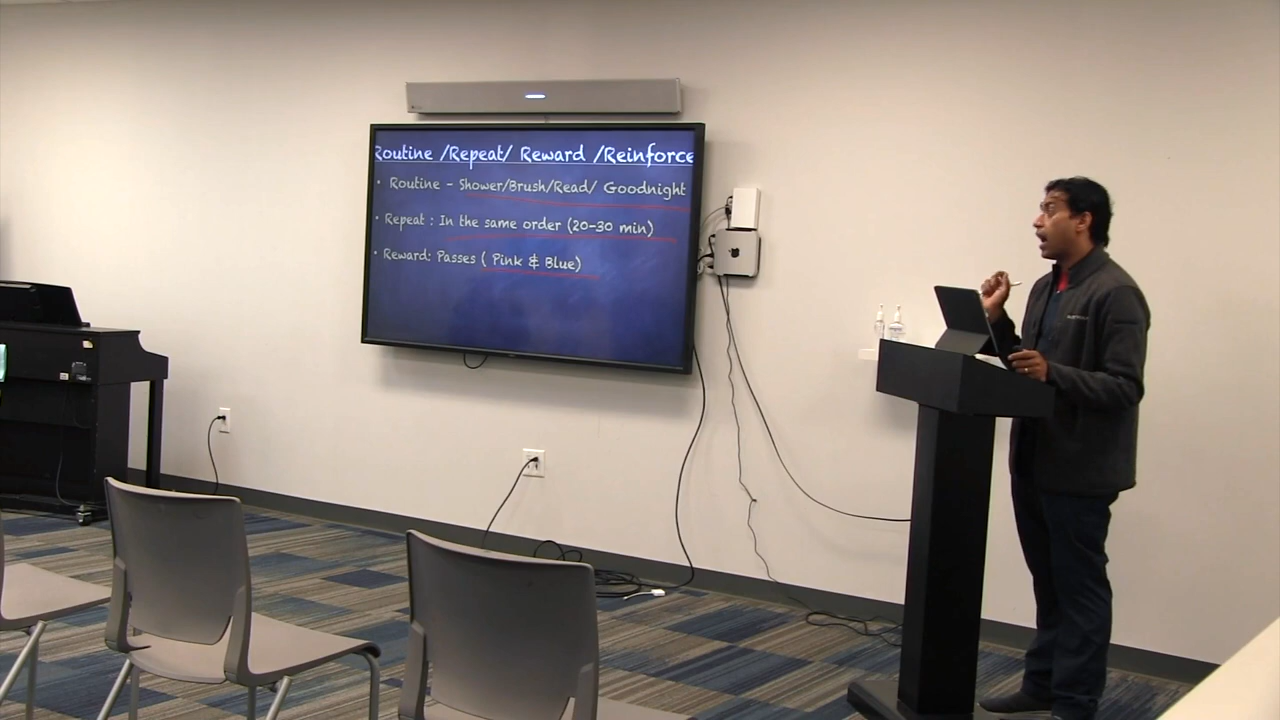 Routine /Repeat/ Reward /Reinforce
• Routine - Shower/Brush/Read/ Goodnight
• Repeat : In the same order (20-30 min)
• Reward: Passes ( Pink & Blue)